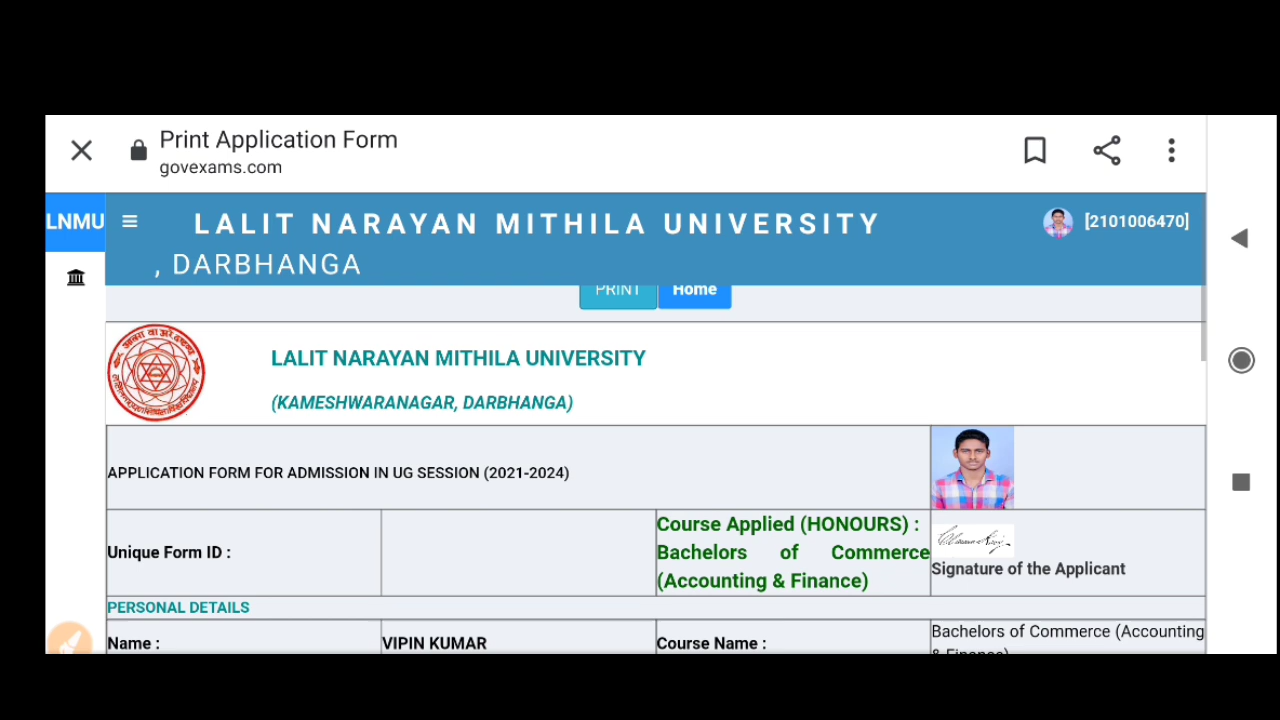 Print Application Form
govexams.com
LNMU
LALIT NARAYAN MITHILA UNIVERSITY
, DARBHANGA
[2101006470]
PRINT
Home
LALIT NARAYAN MITHILA UNIVERSITY
(KAMESHWARANAGAR, DARBHANGA)
APPLICATION FORM FOR ADMISSION IN UG SESSION (2021-2024)
Unique Form ID :
Course Applied (HONOURS) :
Bachelors of Commerce
(Accounting & Finance)
Signature of the Applicant
PERSONAL DETAILS
Name :
VIPIN KUMAR
Course Name :
Bachelors of Commerce (Accounting
& Finance)